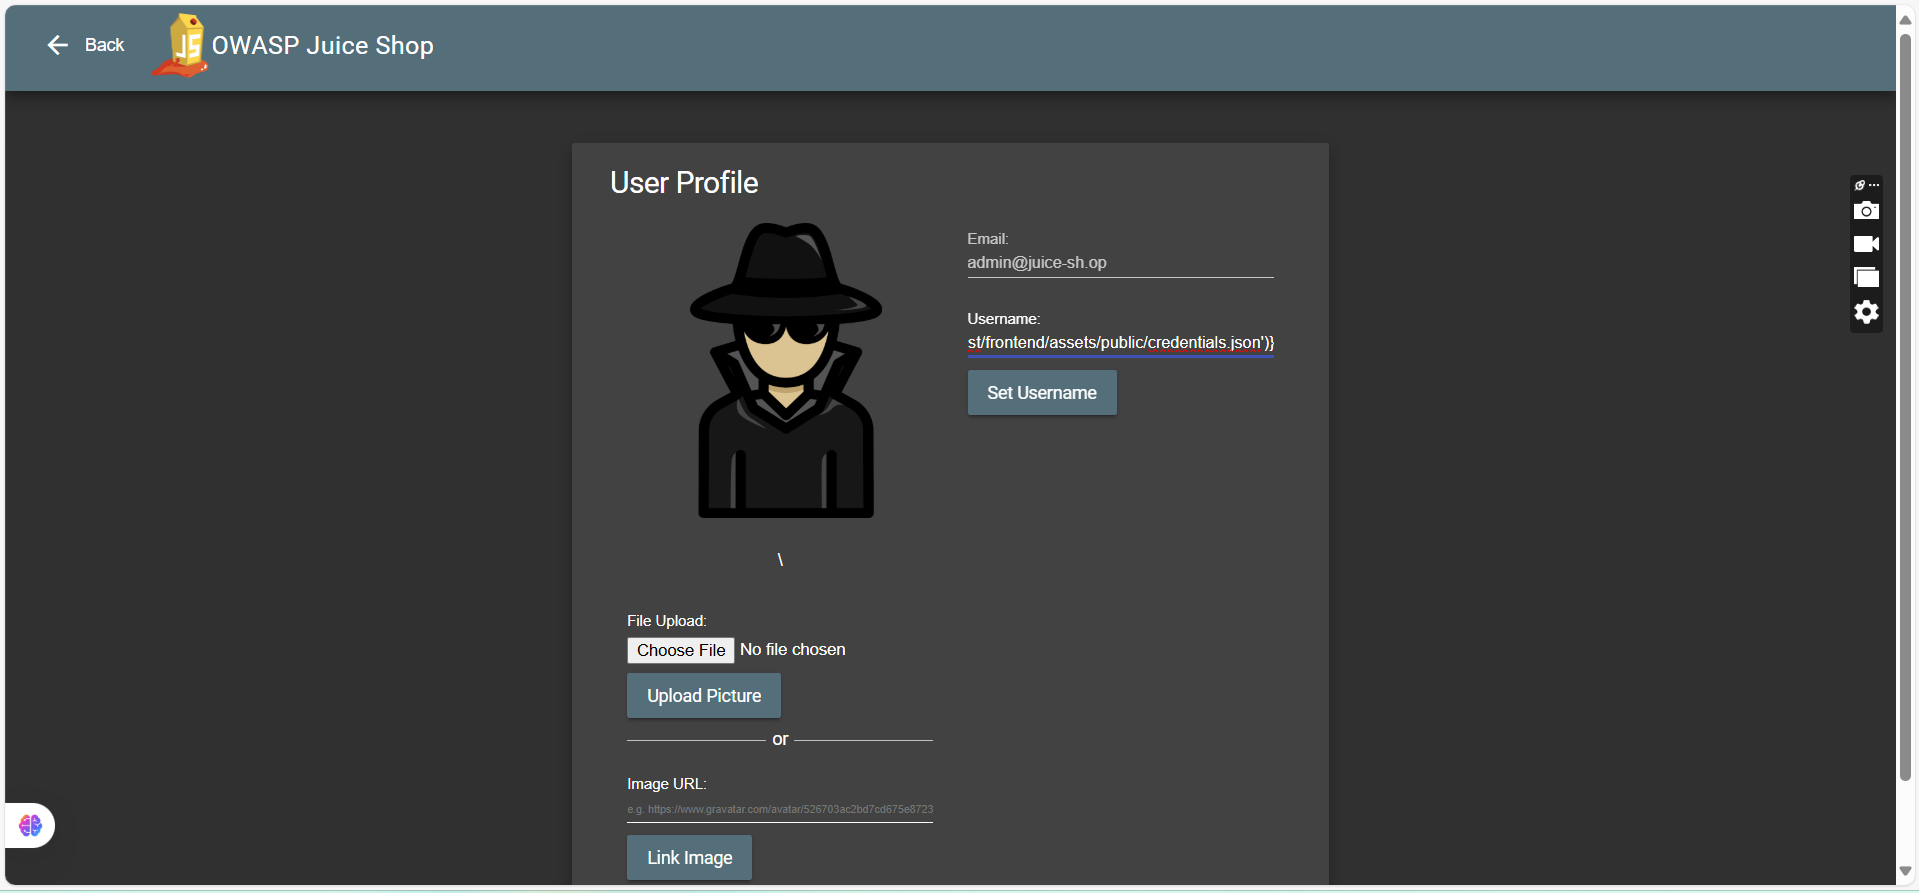 Back
JS
OWASP Juice Shop
User Profile
Email:
admin@juice-sh.op
Username:
st/frontend/assets/public/credentials.json')}
Set Username
\
File Upload:
Choose File No file chosen
Upload Picture
or
Image URL:
e.g. https://www.gravatar.com/avatar/526703ac2bd7cd675e8723
Link Image